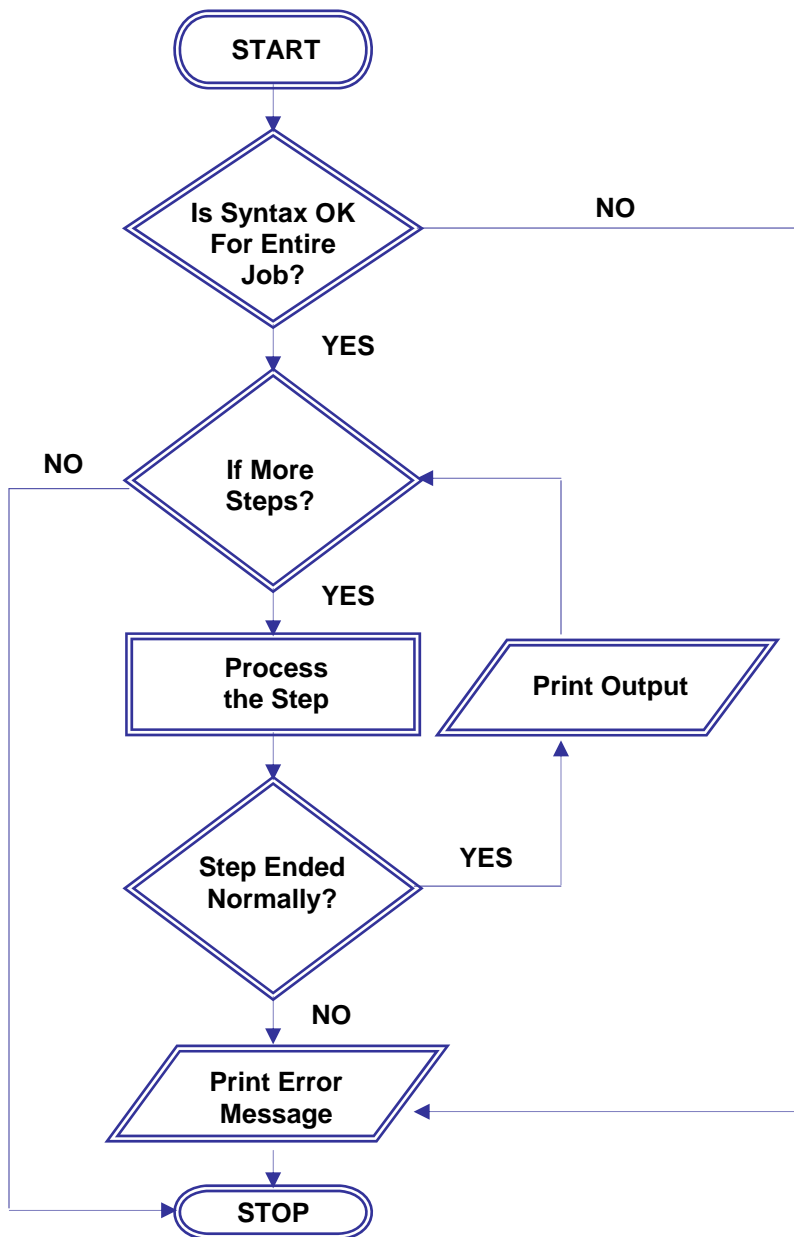 START
Is Syntax OK
For Entire
Job?
NO
YES
NO
If More
Steps?
YES
Process
the Step
Print Output
Step Ended
Normally?
YES
NO
Print Error
Message
STOP